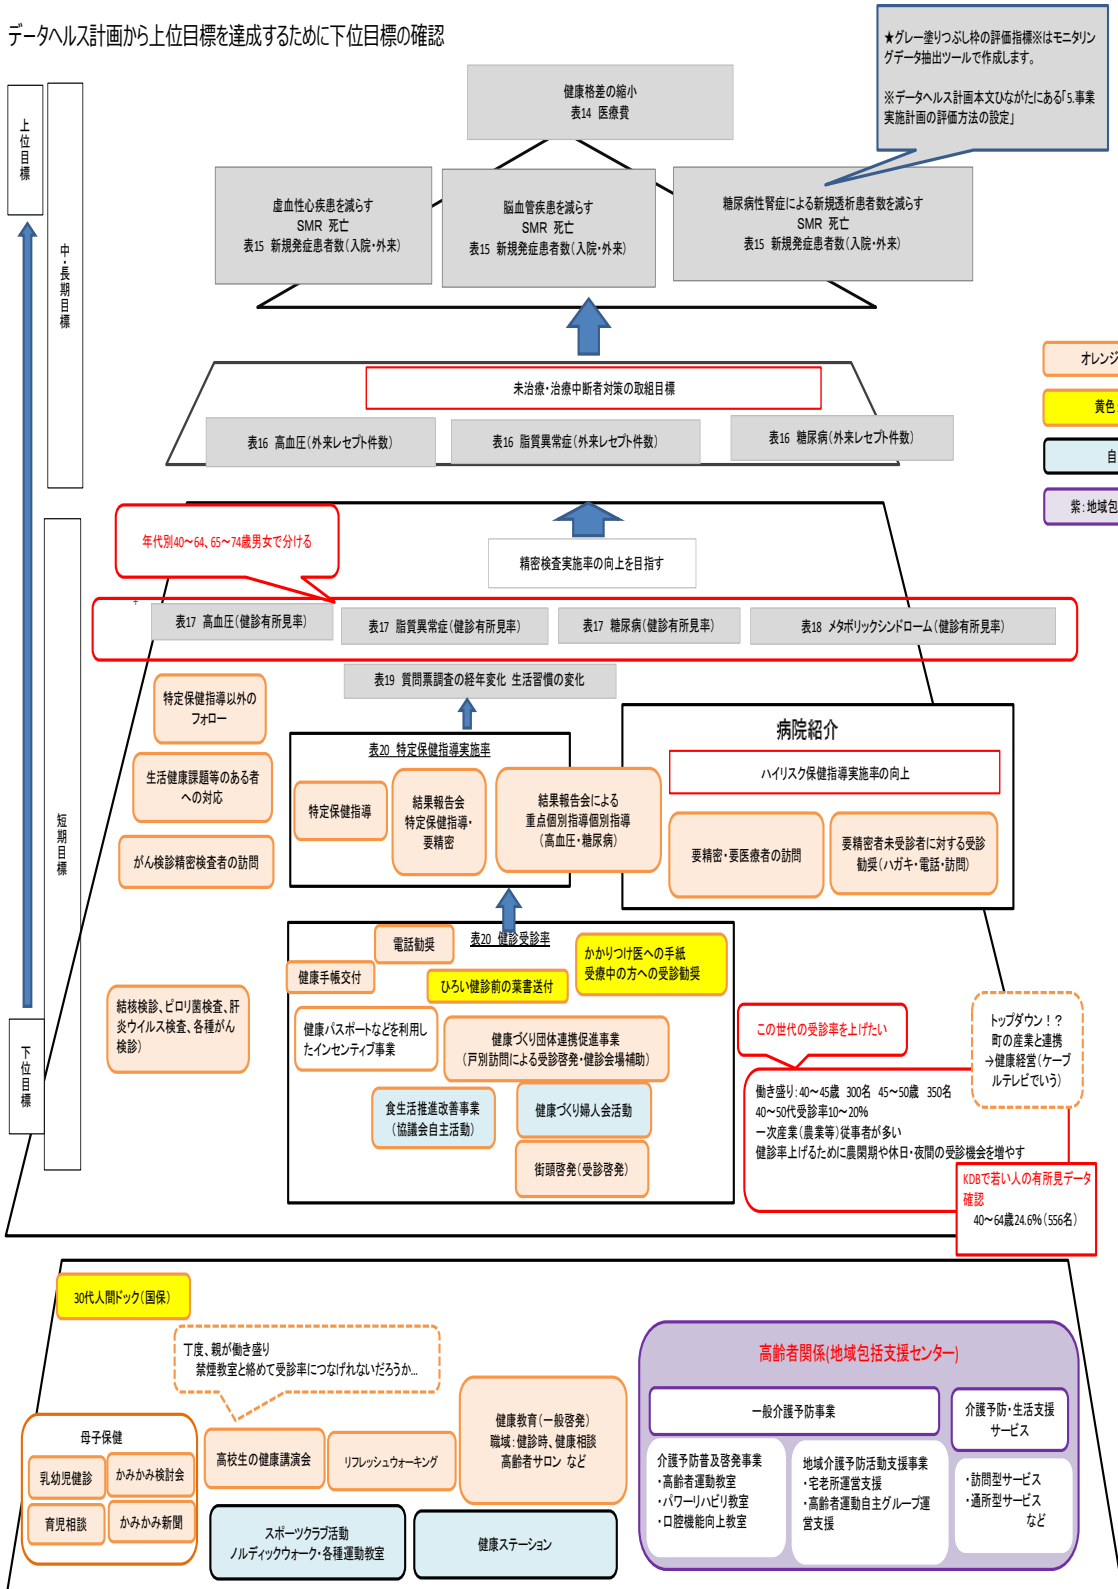 データヘルス計画から上位目標を達成するために下位目標の確認
★グレー塗りつぶし枠の評価指標※はモニタリン
グデータ抽出ツールで作成します。
※データヘルス計画本文ひながたにある「5.事業
実施計画の評価方法の設定」
上位目標
中・長期目標
健康格差の縮小
表14 医療費
虚血性心疾患を減らす
SMR 死亡
表15 新規発症患者数(入院・外来)
脳血管疾患を減らす
SMR 死亡
表15 新規発症患者数(入院・外来)
糖尿病性腎症による新規透析患者数を減らす
SMR 死亡
表15 新規発症患者数(入院・外来)
未治療・治療中断者対策の取組目標
表16 高血圧(外来レセプト件数)
表16 脂質異常症(外来レセプト件数)
表16 糖尿病(外来レセプト件数)
オレンジ
黄色
自
紫:地域包
短期目標
下位目標
年代別40～64、65～74歳男女で分ける
精密検査実施率の向上を目指す
表17 高血圧(健診有所見率)
表17 脂質異常症(健診有所見率)
表17 糖尿病(健診有所見率)
表18 メタボリックシンドローム(健診有所見率)
表19 質問票調査の経年変化 生活習慣の変化
特定保健指導以外の
フォロー
生活健康課題等のある者
への対応
がん検診精密検査者の訪問
表20 特定保健指導実施率
特定保健指導
結果報告会
特定保健指導・
要精密
結果報告会による
重点個別指導個別指導
(高血圧・糖尿病)
病院紹介
ハイリスク保健指導実施率の向上
要精密・要医療者の訪問
要精密者未受診者に対する受診
勧奨(ハガキ・電話・訪問)
結核検診、ピロリ菌検査、肝
炎ウイルス検査、各種がん
検診)
表20 健診受診率
電話勧奨
健康手帳交付
ひろい健診前の葉書送付
かかりつけ医への手紙
受療中の方への受診勧奨
健康パスポートなどを利用し
たインセンティブ事業
健康づくり団体連携促進事業
(戸別訪問による受診啓発・健診会場補助)
食生活推進改善事業
(協議会自主活動)
健康づくり婦人会活動
街頭啓発(受診啓発)
この世代の受診率を上げたい
トップダウン!?
町の産業と連携
→健康経営(ケーブ
ルテレビでいう)
働き盛り:40～45歳 300名 45～50歳 350名
40～50代受診率10～20%
一次産業(農業等)従事者が多い
健診率上げるために農閑期や休日・夜間の受診機会を増やす
KDBで若い人の有所見データ
確認
40～64歳24.6%(556名)
30代人間ドック(国保)
丁度、親が働き盛り
禁煙教室と絡めて受診率につなげれないだろうか…
母子保健
乳幼児健診
かみかみ検討会
育児相談
かみかみ新聞
高校生の健康講演会
リフレッシュウォーキング
健康教育(一般啓発)
職域:健診時、健康相談
高齢者サロン など
スポーツクラブ活動
ノルディックウォーク・各種運動教室
健康ステーション
高齢者関係(地域包括支援センター)
一般介護予防事業
介護予防・生活支援
サービス
介護予防普及啓発事業
・高齢者運動教室
・パワーリハビリ教室
・口腔機能向上教室
地域介護予防活動支援事業
・宅老所運営支援
・高齢者運動自主グループ運
営支援
・訪問型サービス
・通所型サービス
など